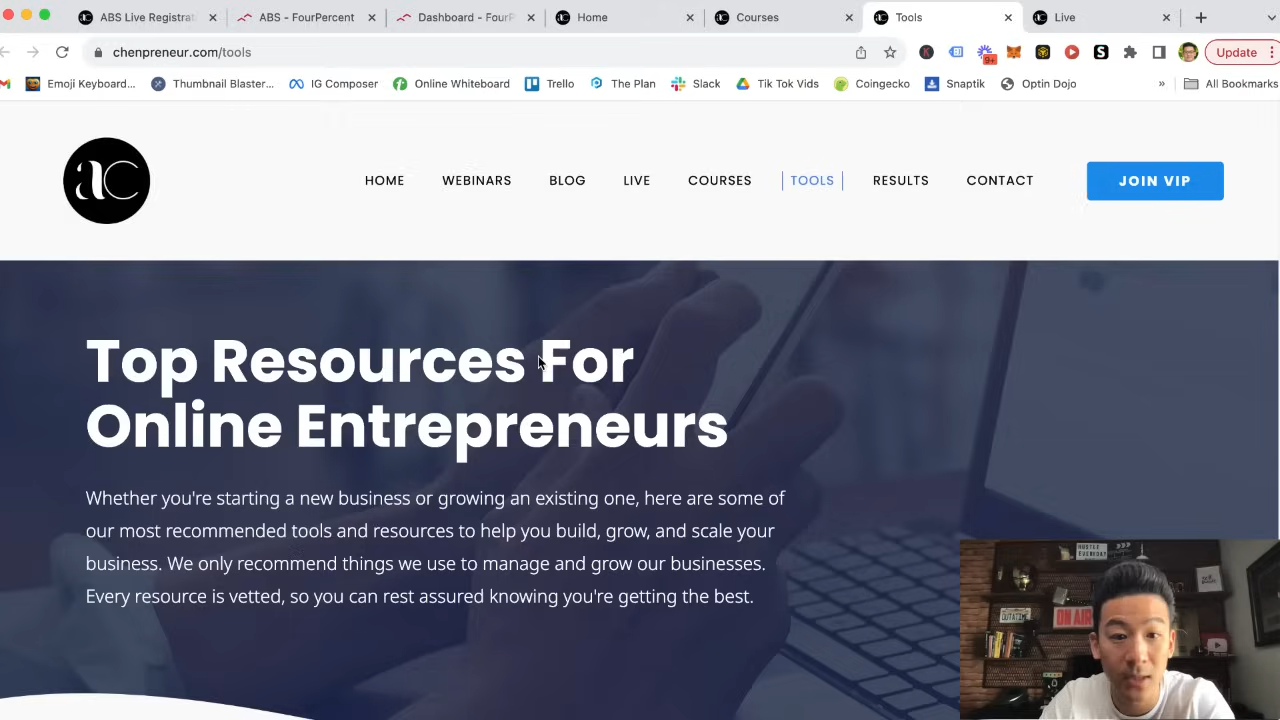 ABS Live Registrat
ABS - FourPercent
Dashboard - FourP
Home
Courses
Tools
Live
chenpreneur.com/tools
9+
Update
Emoji Keyboard...
Thumbnail Blaster...
IG Composer
Online Whiteboard
Trello
The Plan
Slack
Tik Tok Vids
Coingecko
Snaptik
Optin Dojo
»
All Bookmarks
ac
HOME
WEBINARS
BLOG
LIVE
COURSES
TOOLS
RESULTS
CONTACT
JOIN VIP
Top Resources For
Online Entrepreneurs
Whether you're starting a new business or growing an existing one, here are some of
our most recommended tools and resources to help you build, grow, and scale your
business. We only recommend things we use to manage and grow our businesses.
Every resource is vetted, so you can rest assured knowing you're getting the best.
HUSTLE
EVERYDAY
ON AIR